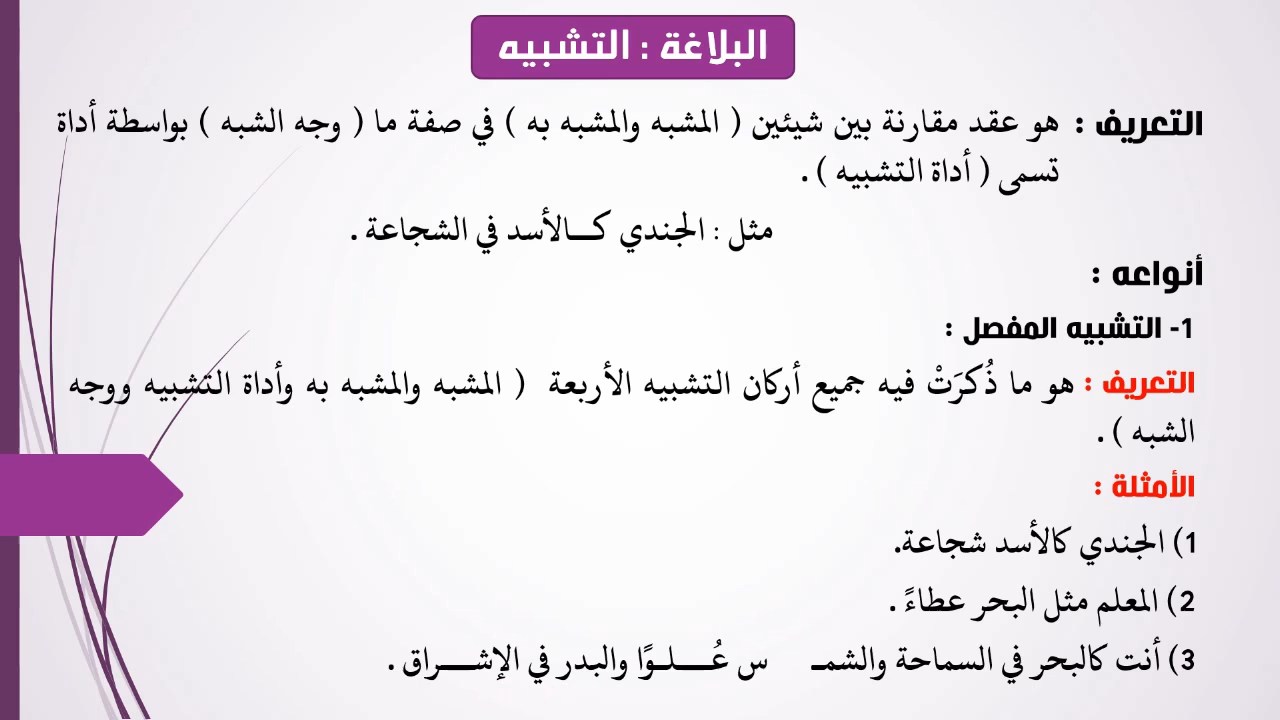 البلاغة : التشبيه
التعريف : هو عقد مقارنة بين شيئين ( المشبه والمشبه به ) في صفة ما ( وجه الشبه ) بواسطة أداة
تسمى ( أداة التشبيه ) .
مثل : الجندي كـــالأسد في الشجاعة .
أنواعه :
1- التشبيه المفصل :
التعريف : هو ما ذُكرَتْ فيه جميع أركان التشبيه الأربعة ( المشبه والمشبه به وأداة التشبيه ووجه
الشبه ) .
الأمثلة :
1) الجندي كالأسد شجاعة.
2) المعلم مثل البحر عطاءً .
3) أنت كالبحر في السماحة والشمـ س عُـــلـوًا والبدر في الإشـــراق .